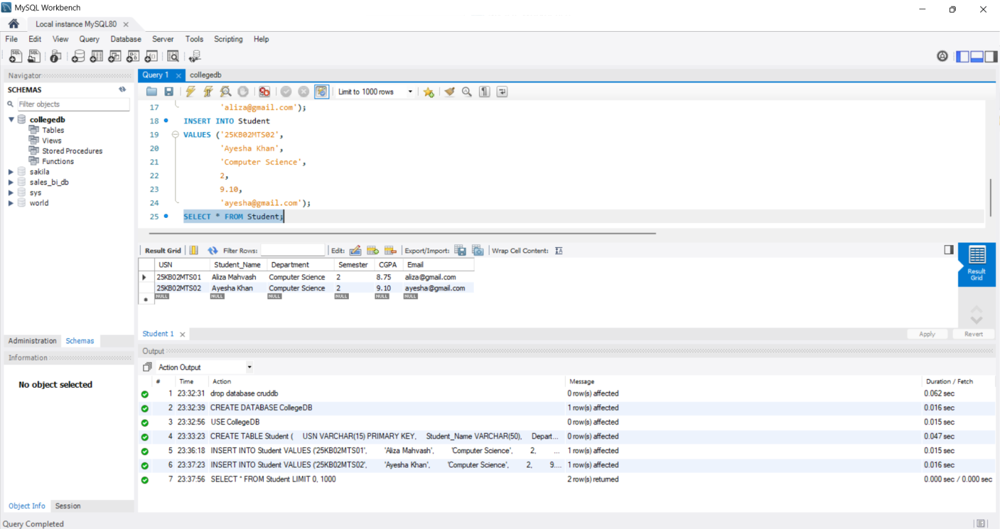 MySQL Workbench
Local instance MySQL80
File Edit View Query Database Server Tools Scripting Help
Navigator
SCHEMAS
Filter objects
collegedb
Tables
Views
Stored Procedures
Functions
sakila
sales_bi_db
sys
world
Administration Schemas
Information
No object selected
Object Info Session
Query Completed
Query 1 collegedb
Limit to 1000 rows
17 'aliza@gmail.com');
18 INSERT INTO Student
19 VALUES ('25KB02MTS02',
20 'Ayesha Khan',
21 'Computer Science',
22 2,
23 9.10,
24 'ayesha@gmail.com');
25 SELECT * FROM Student;
Result Grid Filter Rows: Edit: Export/Import: Wrap Cell Content:
Result Grid
USN Student_Name Department Semester CGPA Email
25KB02MTS01 Aliza Mahvash Computer Science 2 8.75 aliza@gmail.com
25KB02MTS02 Ayesha Khan Computer Science 2 9.10 ayesha@gmail.com
NULL NULL NULL NULL NULL NULL
Student 1 Apply Revert
Output
Action Output
# Time Action Message Duration / Fetch
1 23:32:31 drop database cruddb 0 row(s) affected 0.062 sec
2 23:32:39 CREATE DATABASE CollegeDB 1 row(s) affected 0.016 sec
3 23:32:56 USE CollegeDB 0 row(s) affected 0.015 sec
4 23:33:23 CREATE TABLE Student ( USN VARCHAR(15) PRIMARY KEY, Student_Name VARCHAR(50), Depart... 0 row(s) affected 0.047 sec
5 23:36:18 INSERT INTO Student VALUES ('25KB02MTS01', 'Aliza Mahvash', 'Computer Science', 2, ... 1 row(s) affected 0.015 sec
6 23:37:23 INSERT INTO Student VALUES ('25KB02MTS02', 'Ayesha Khan', 'Computer Science', 2, 9.... 1 row(s) affected 0.016 sec
7 23:37:56 SELECT * FROM Student LIMIT 0, 1000 2 row(s) returned 0.000 sec / 0.000 sec